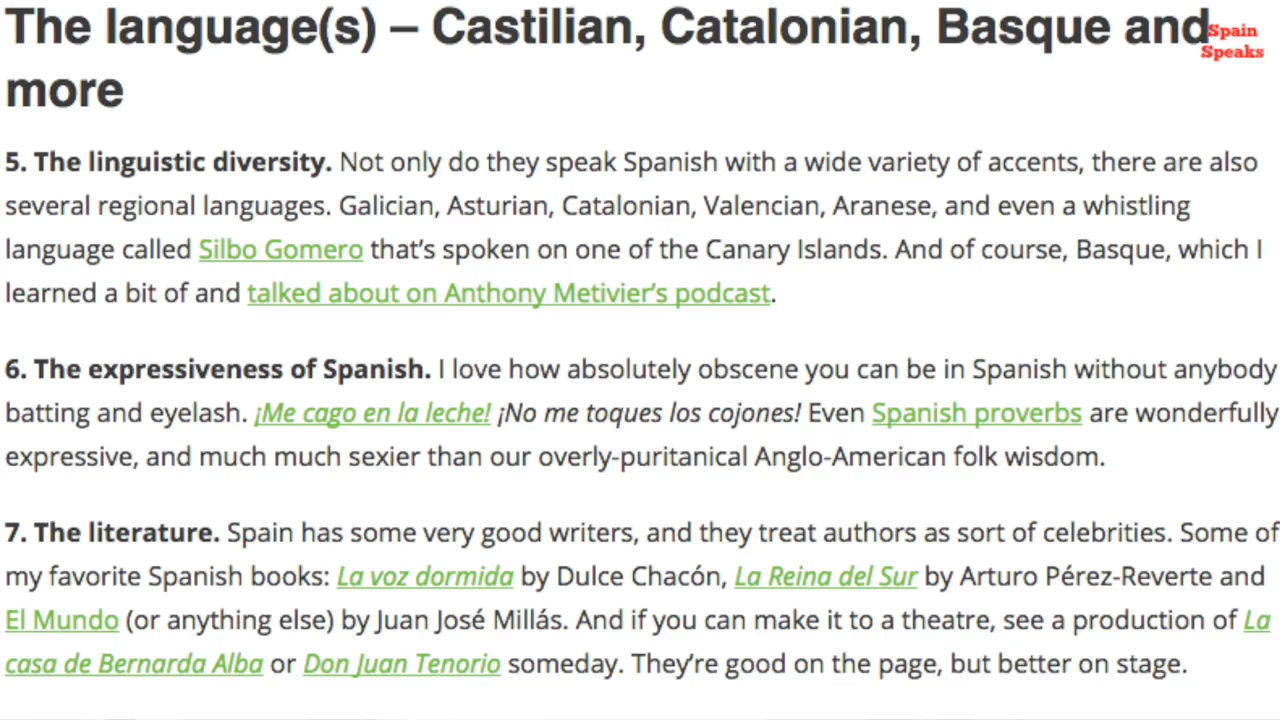 The language(s) – Castilian, Catalonian, Basque and
more
Spain
Speaks
5. The linguistic diversity. Not only do they speak Spanish with a wide variety of accents, there are also
several regional languages. Galician, Asturian, Catalonian, Valencian, Aranese, and even a whistling
language called Silbo Gomero that's spoken on one of the Canary Islands. And of course, Basque, which I
learned a bit of and talked about on Anthony Metivier's podcast.
6. The expressiveness of Spanish. I love how absolutely obscene you can be in Spanish without anybody
batting and eyelash. ¡Me cago en la leche! ¡No me toques los cojones! Even Spanish proverbs are wonderfully
expressive, and much much sexier than our overly-puritanical Anglo-American folk wisdom.
7. The literature. Spain has some very good writers, and they treat authors as sort of celebrities. Some of
my favorite Spanish books: La voz dormida by Dulce Chacón, La Reina del Sur by Arturo Pérez-Reverte and
El Mundo (or anything else) by Juan José Millás. And if you can make it to a theatre, see a production of La
casa de Bernarda Alba or Don Juan Tenorio someday. They're good on the page, but better on stage.